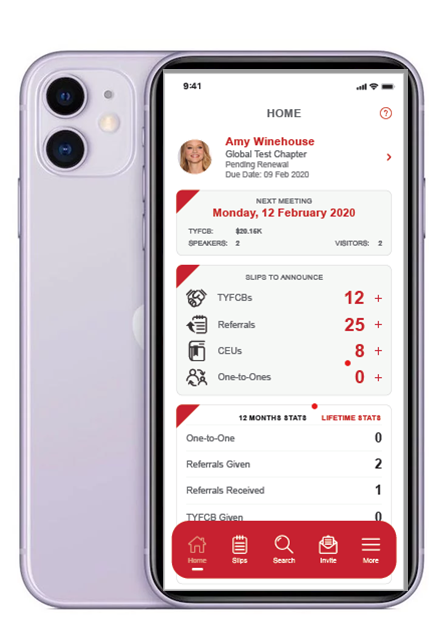 9:41
HOME
?
Amy Winehouse
Global Test Chapter
Pending Renewal
Due Date: 09 Feb 2020
NEXT MEETING
Monday, 12 February 2020
TYFCB: $20.15K
SPEAKERS: 2 VISITORS: 2
SLIPS TO ANNOUNCE
TYFCBs 12 +
Referrals 25 +
CEUs 8 +
One-to-Ones 0 +
12 MONTHS STATS LIFETIME STATS
One-to-One 0
Referrals Given 2
Referrals Received 1
TYFCB Given 0
Home Slips Search Invite More